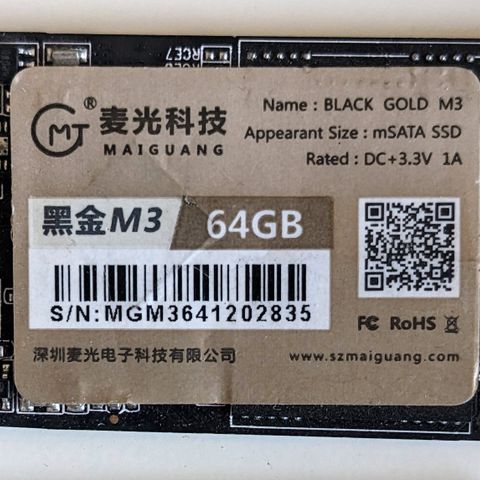 RCE7
GMT® 麦光科技
MAIGUANG
Name : BLACK GOLD M3
Appearant Size : mSATA SSD
Rated : DC+3.3V 1A
黑金M3
64GB
S/N:MGM3641202835
FC RoHS
深圳麦光电子科技有限公司
www.szmaiguang.com